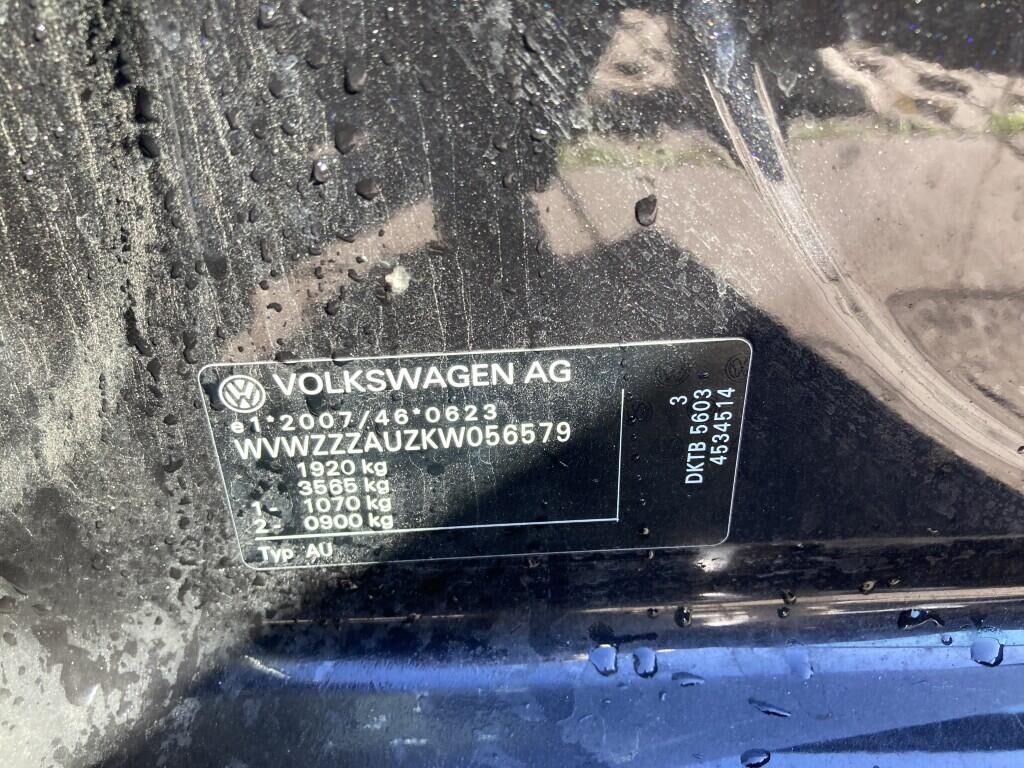 VOLKSWAGEN AG
e1*2007/46*0623
WVWZZZAUZKW056579
1920 kg
3565 kg
1- 1070 kg
2- 0900 kg
Typ AU
3
DKTB 5603
4534514